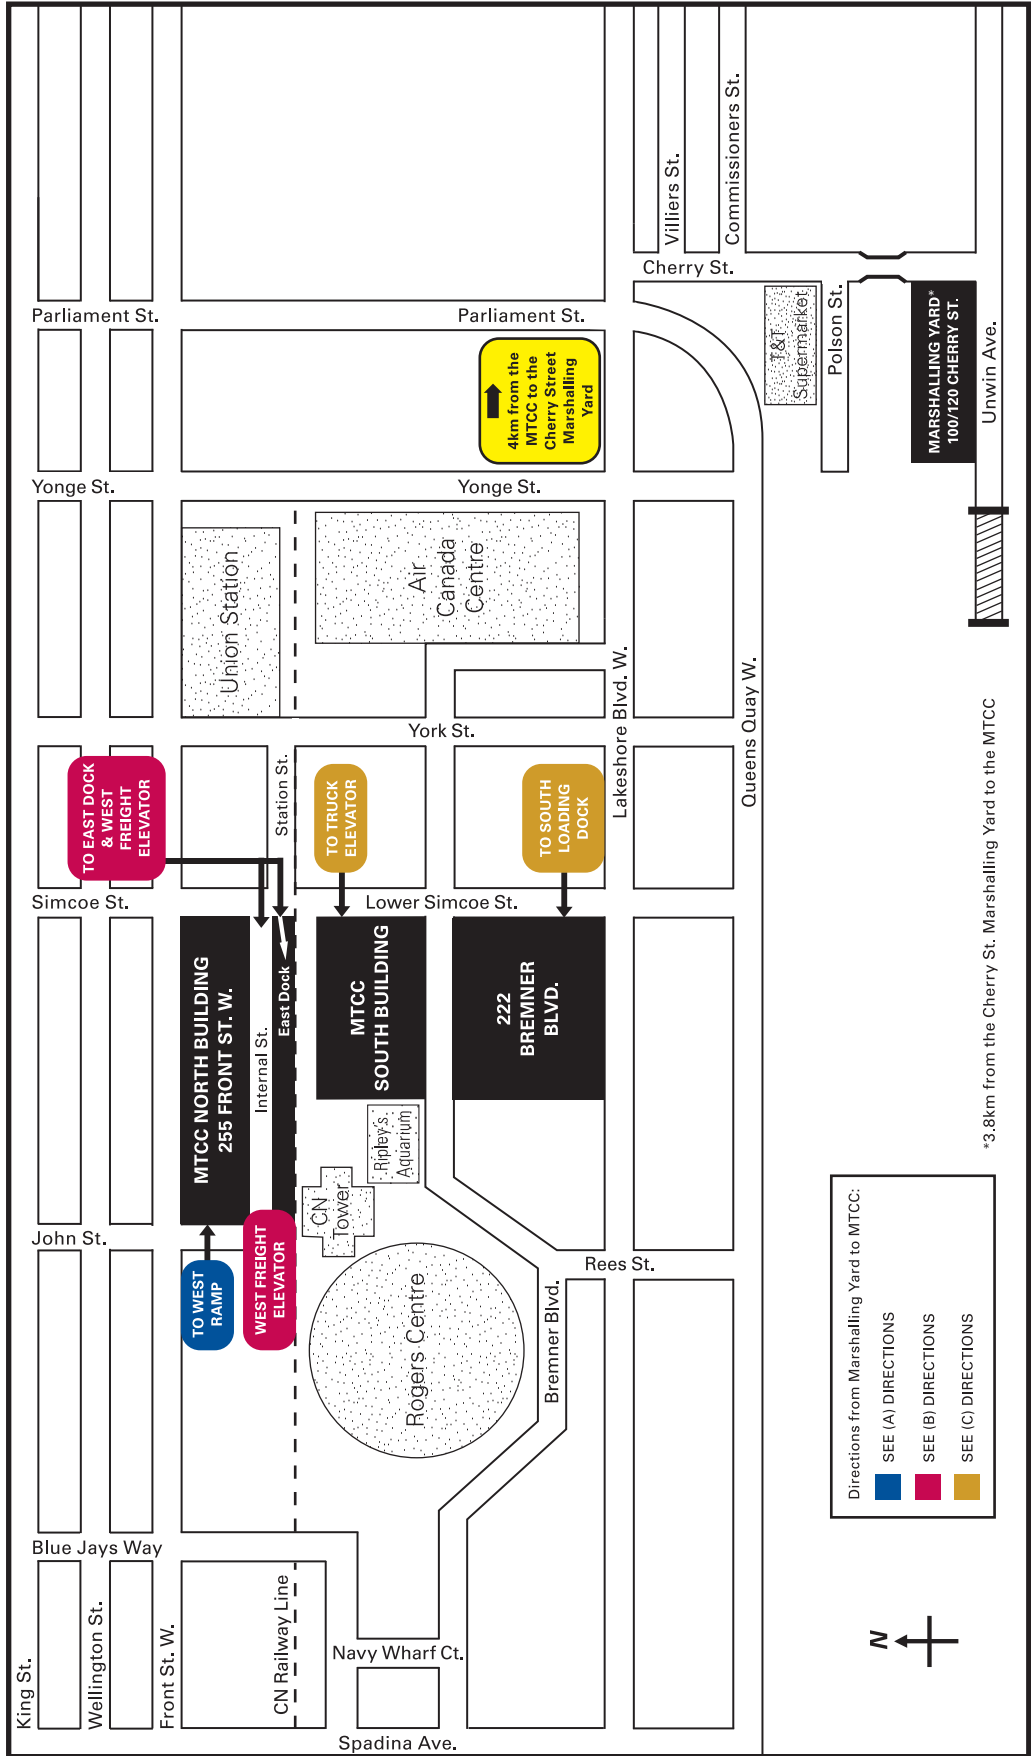 King St.
Wellington St.
Front St. W.
CN Railway Line
Spadina Ave.
Navy Wharf Ct.
Blue Jays Way
John St.
Simcoe St.
Yonge St.
Parliament St.
TO WEST
RAMP
WEST FREIGHT
ELEVATOR
MTCC NORTH BUILDING
255 FRONT ST. W.
Internal St.
East Dock
TO EAST DOCK
& WEST
FREIGHT
ELEVATOR
Station St.
Union Station
Rogers Centre
CN
Tower
Ripley's
Aquarium
MTCC
SOUTH BUILDING
Lower Simcoe St.
TO TRUCK
ELEVATOR
York St.
Air
Canada
Centre
Yonge St.
Parliament St.
4km from the
MTCC to the
Cherry Street
Marshalling
Yard
222
BREMNER
BLVD.
TO SOUTH
LOADING
DOCK
Bremner Blvd.
Rees St.
Lakeshore Blvd. W.
Queens Quay W.
Cherry St.
Villiers St.
Commissioners St.
T&T
Supermarket
Polson St.
MARSHALLING YARD*
100/120 CHERRY ST.
Unwin Ave.
N
Directions from Marshalling Yard to MTCC:
SEE (A) DIRECTIONS
SEE (B) DIRECTIONS
SEE (C) DIRECTIONS
*3.8km from the Cherry St. Marshalling Yard to the MTCC